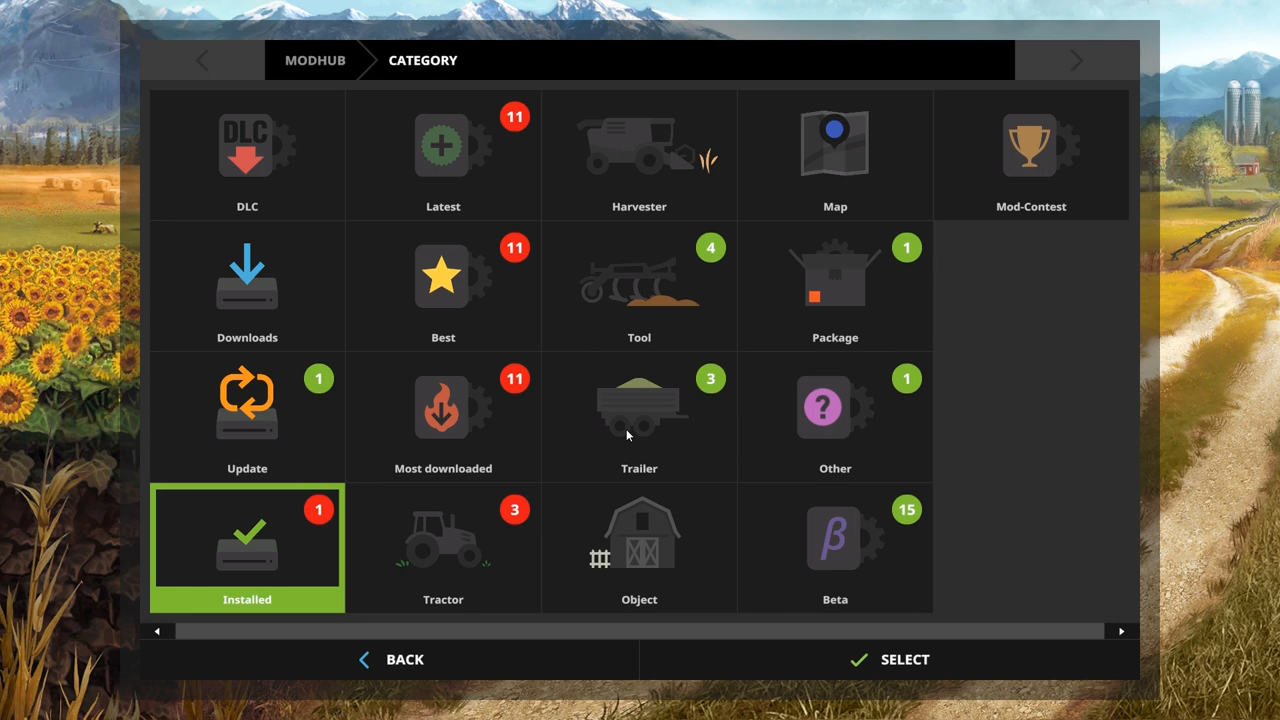 MODHUB
CATEGORY
DLC
DLC
11
Latest
Harvester
Map
Mod-Contest
Downloads
11
Best
4
Tool
1
Package
1
Update
11
Most downloaded
3
Trailer
1
?
Other
1
Installed
3
Tractor
Object
15
β
Beta
BACK
SELECT